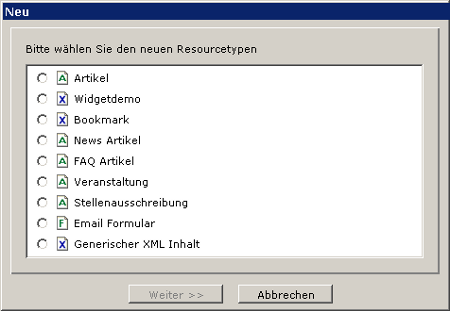 Neu
Bitte wählen Sie den neuen Resourcetypen
A Artikel
X Widgetdemo
X Bookmark
A News Artikel
A FAQ Artikel
A Veranstaltung
A Stellenausschreibung
F Email Formular
X Generischer XML Inhalt
Weiter >> Abbrechen